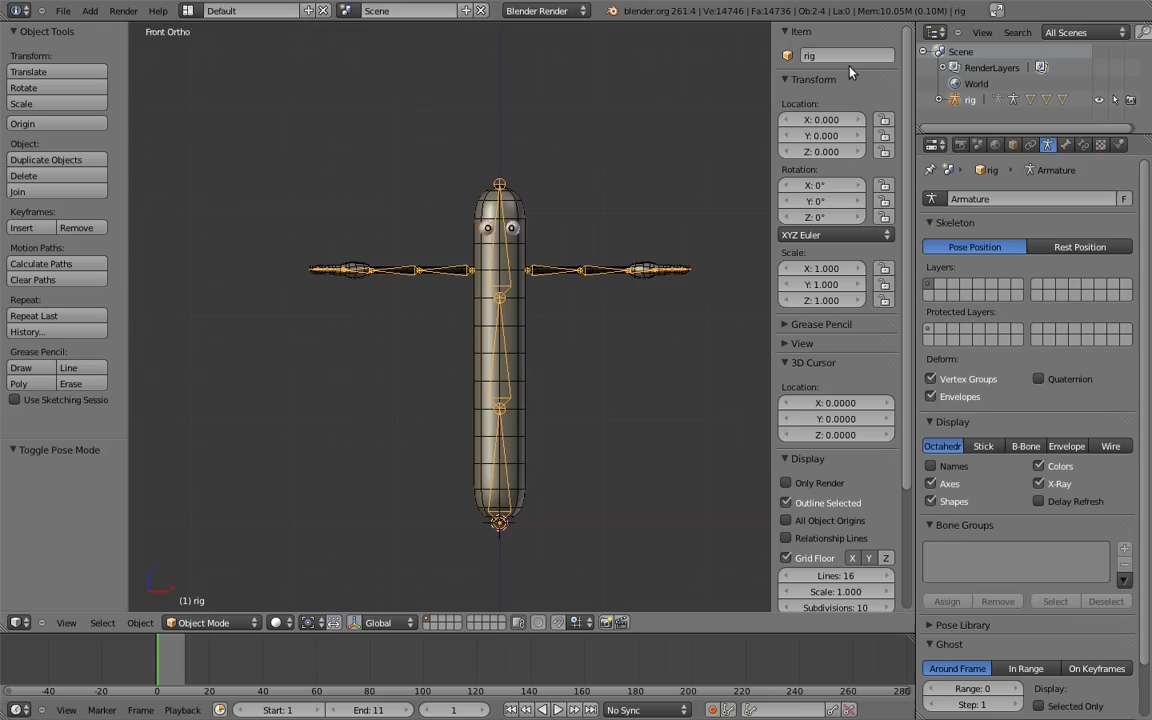 File Add Render Help Default Scene Blender Render blender.org 261.4 | Ve:14746 | Fa:14736 | Ob:2-4 | La:0 | Mem:10.05M (0.10M) | rig
Object Tools
Transform:
Translate
Rotate
Scale
Origin
Object:
Duplicate Objects
Delete
Join
Keyframes:
Insert Remove
Motion Paths:
Calculate Paths
Clear Paths
Repeat:
Repeat Last
History...
Grease Pencil:
Draw Line
Poly Erase
Use Sketching Sessio
Toggle Pose Mode
Front Ortho
(1) rig
Item
rig
Transform
Location:
X: 0.000
Y: 0.000
Z: 0.000
Rotation:
X: 0°
Y: 0°
Z: 0°
XYZ Euler
Scale:
X: 1.000
Y: 1.000
Z: 1.000
Grease Pencil
View
3D Cursor
Location:
X: 0.0000
Y: 0.0000
Z: 0.0000
Display
Only Render
Outline Selected
All Object Origins
Relationship Lines
Grid Floor X Y Z
Lines: 16
Scale: 1.000
Subdivisions: 10
View Search All Scenes
Scene
RenderLayers |
World
rig |
rig Armature
Armature F
Skeleton
Pose Position Rest Position
Layers:
Protected Layers:
Deform:
Vertex Groups Quaternion
Envelopes
Display
Octahedr Stick B-Bone Envelope Wire
Names Colors
Axes X-Ray
Shapes Delay Refresh
Bone Groups
Assign Remove Select Deselect
Pose Library
Ghost
Around Frame In Range On Keyframes
Range: 0 Display:
Step: 1 Selected Only
View Select Object Object Mode Global
-40 -20 0 20 40 60 80 100 120 140 160 180 200 220 240 260 280
View Marker Frame Playback Start: 1 End: 11 1 No Sync